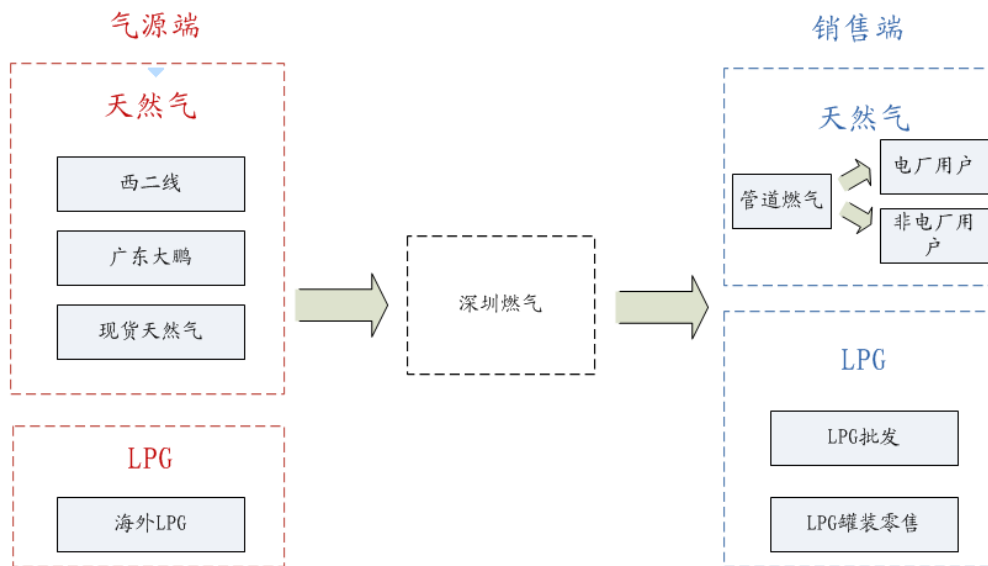 气源端
天然气
西二线
广东大鹏
现货天然气
LPG
海外LPG
深圳燃气
销售端
天然气
管道燃气
电厂用户
非电厂用
户
LPG
LPG批发
LPG罐装零售